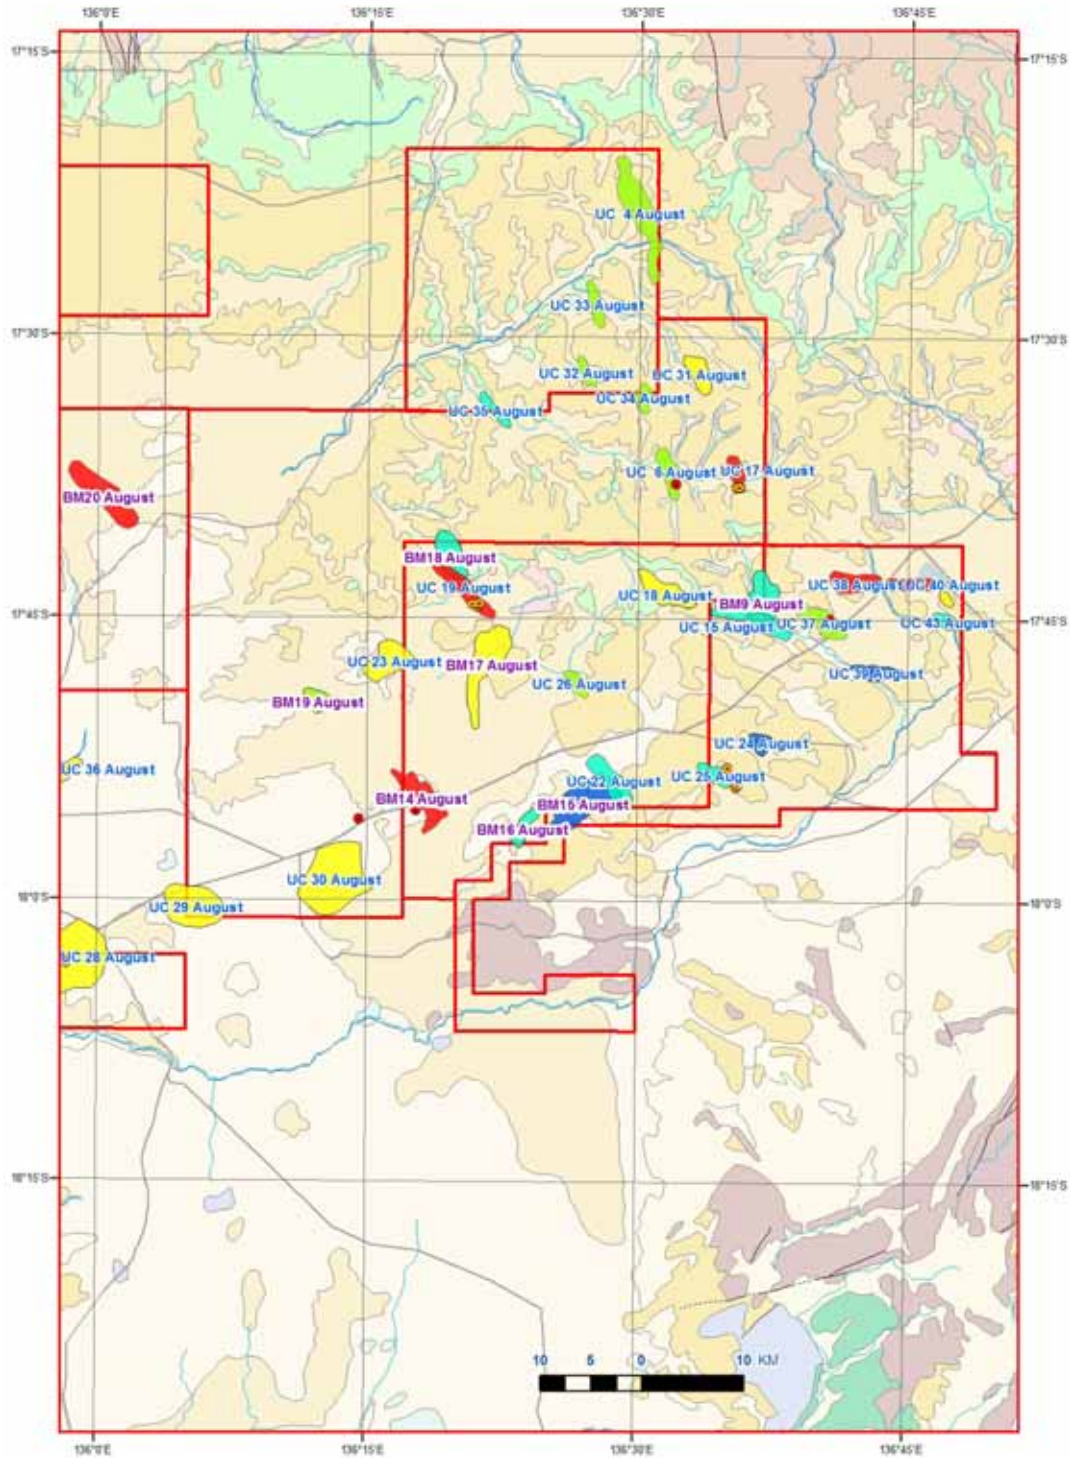 136°0'E 136°15'E 136°30'E 136°45'E
17°15'S 17°15'S
UC 4 August
UC 33 August
17°30'S 17°30'S
UC 32 August UC 31 August
UC 34 August
UC 35 August
UC 6 August UC 17 August
BM20 August
BM18 August
UC 19 August UC 18 August UC 38 August UC 40 August
BM9 August
17°45'S 17°45'S
UC 15 August UC 37 August UC 43 August
UC 23 August BM17 August
UC 26 August UC 39 August
BM19 August
UC 24 August
UC 36 August UC 22 August UC 25 August
BM14 August BM15 August
BM16 August
UC 30 August
18°0'S 18°0'S
UC 29 August
UC 28 August
18°15'S 18°15'S
10 5 0 10 KM
136°0'E 136°15'E 136°30'E 136°45'E